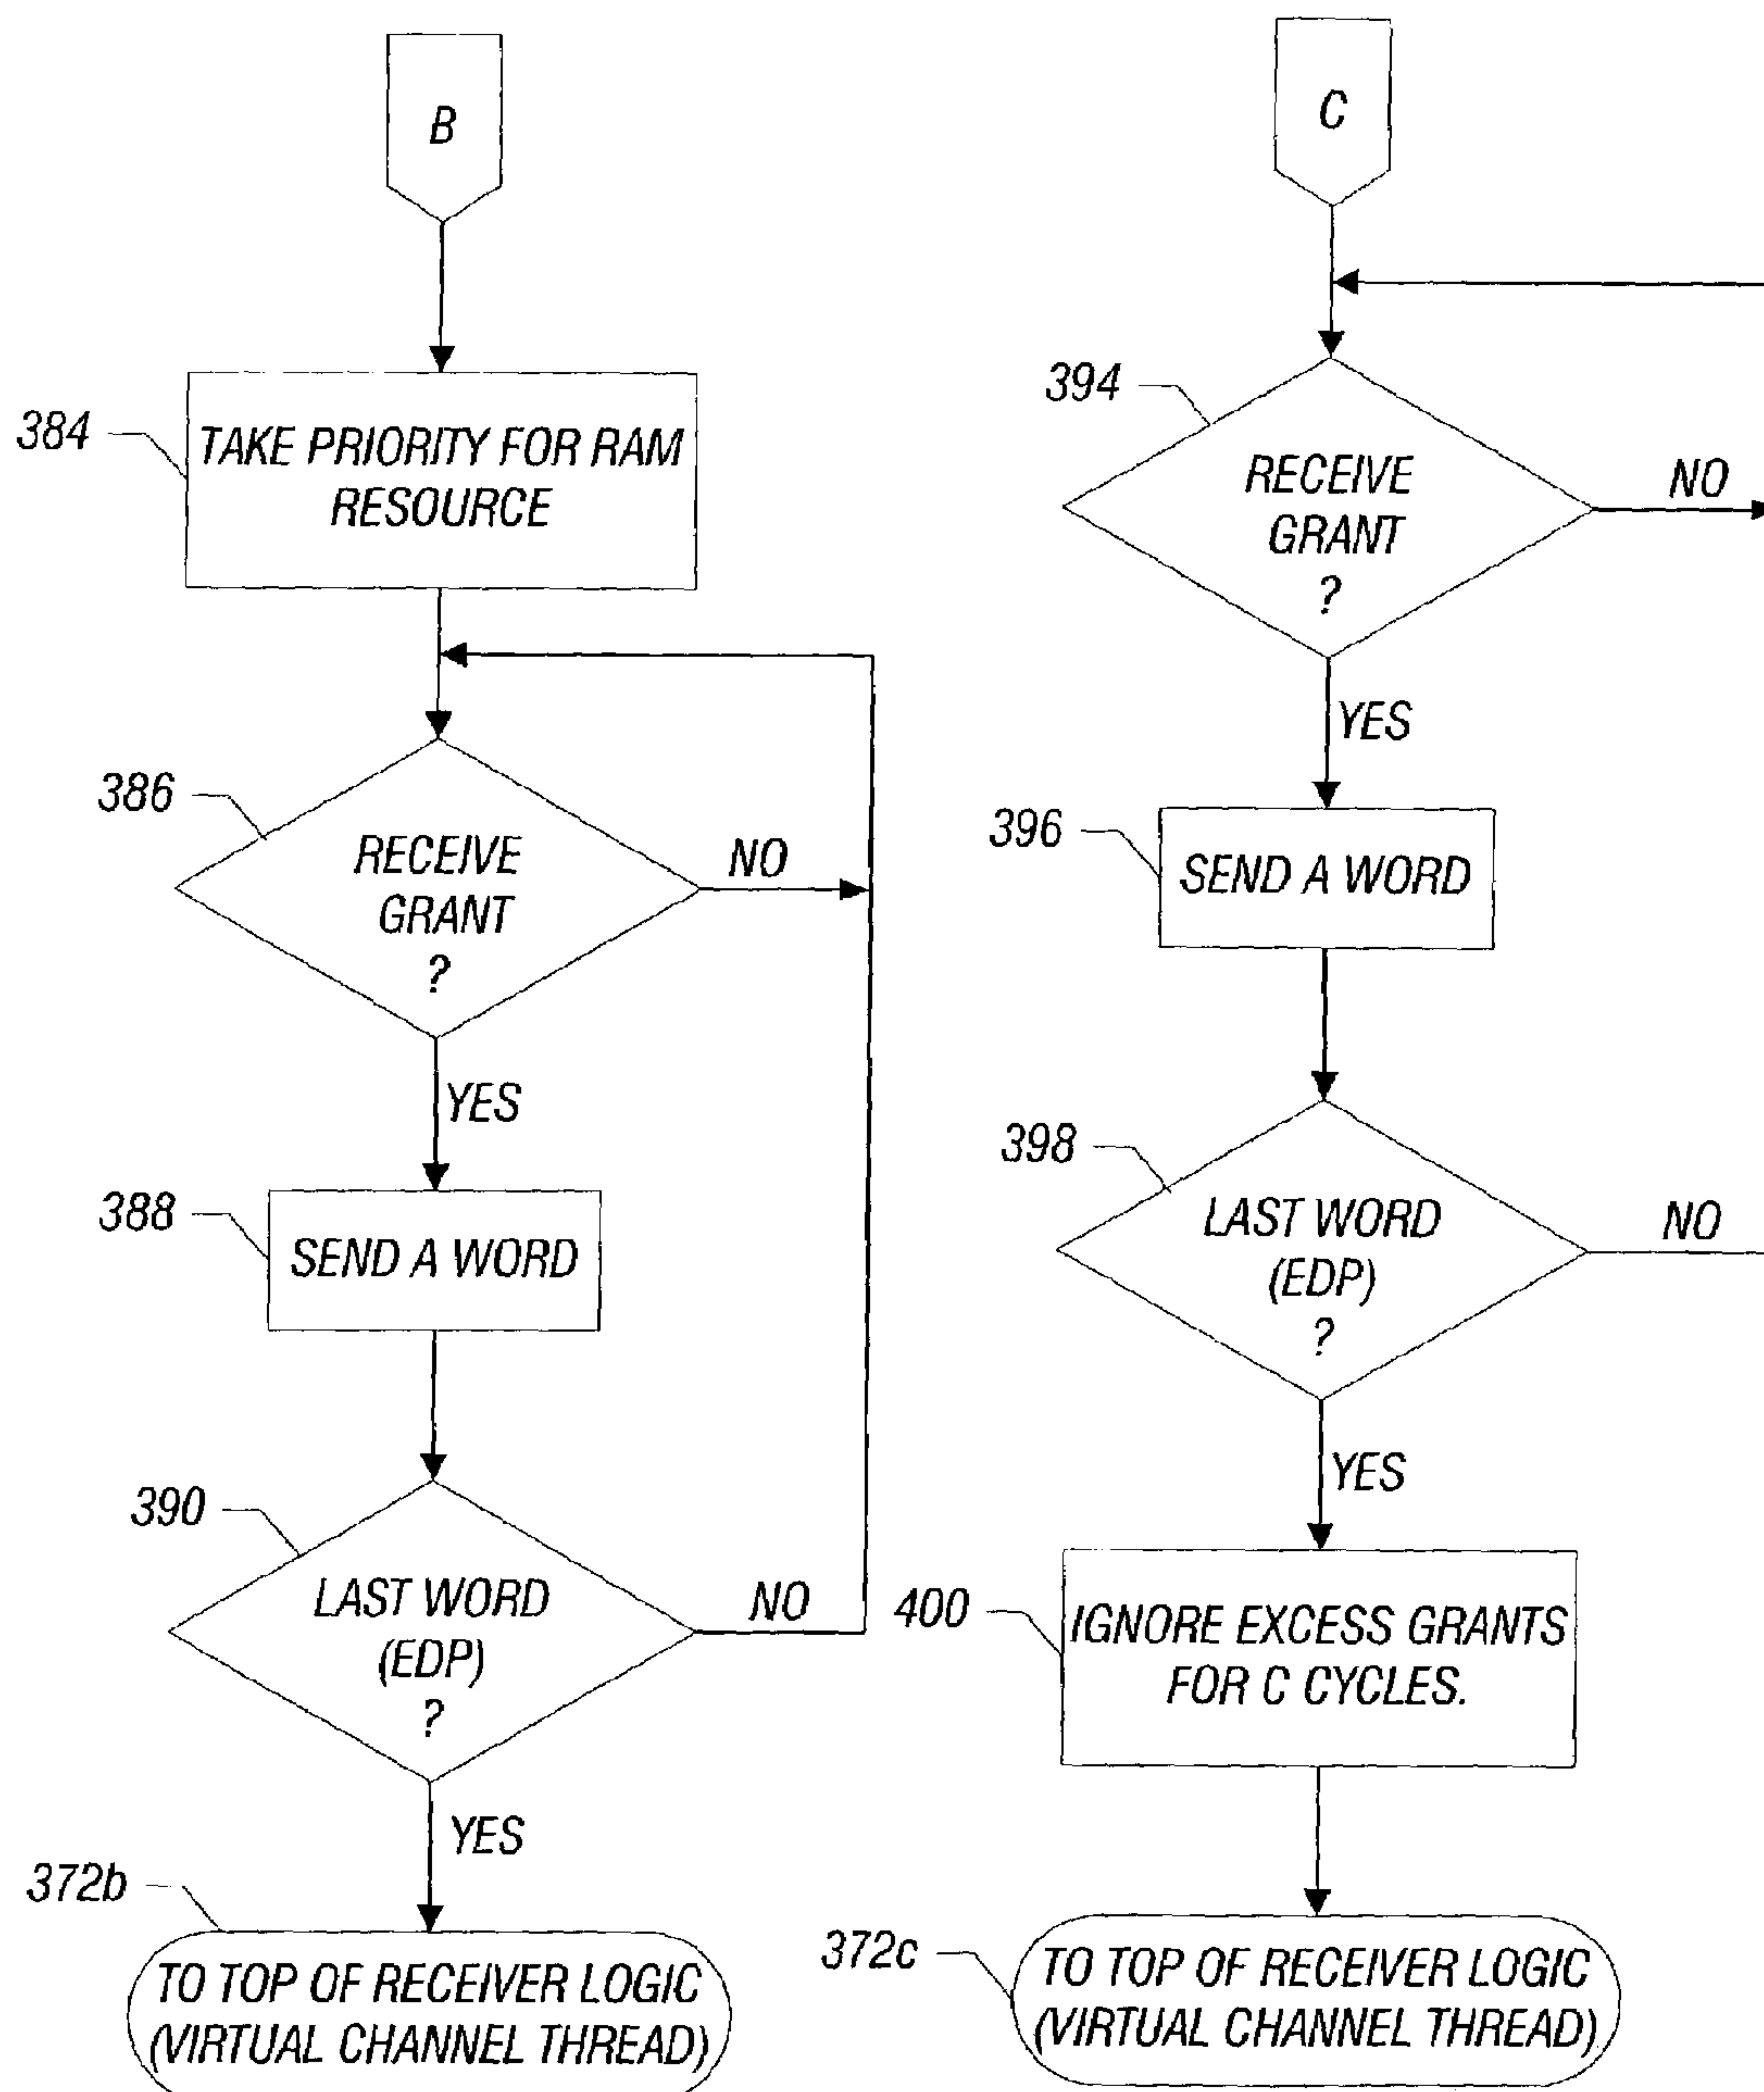 B
384
TAKE PRIORITY FOR RAM
RESOURCE
386
RECEIVE
GRANT
?
NO
YES
388
SEND A WORD
390
LAST WORD
(EDP)
?
NO
YES
372b
TO TOP OF RECEIVER LOGIC
(VIRTUAL CHANNEL THREAD)
C
394
RECEIVE
GRANT
?
NO
YES
396
SEND A WORD
398
LAST WORD
(EDP)
?
NO
YES
400
IGNORE EXCESS GRANTS
FOR C CYCLES.
372c
TO TOP OF RECEIVER LOGIC
(VIRTUAL CHANNEL THREAD)